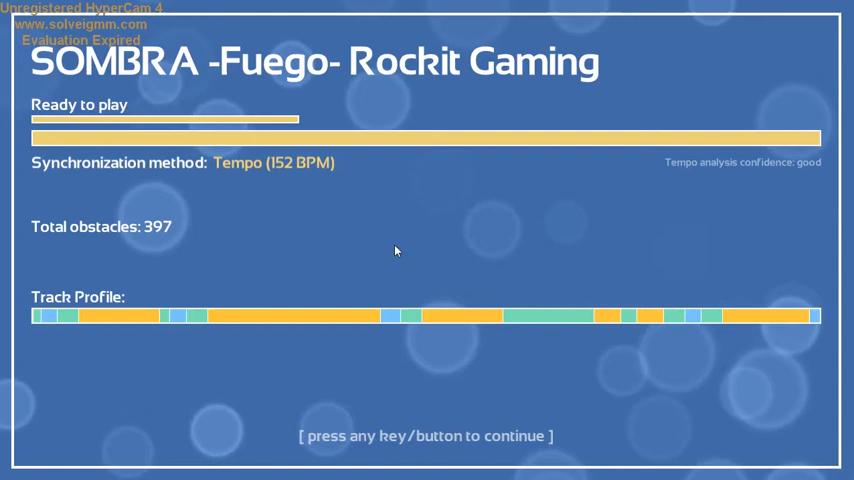 Unregistered HyperCam 4
www.solveigmm.com
Evaluation Expired
SOMBRA -Fuego- Rockit Gaming
Ready to play
Synchronization method: Tempo (152 BPM)
Tempo analysis confidence: good
Total obstacles: 397
Track Profile:
[ press any key/button to continue ]